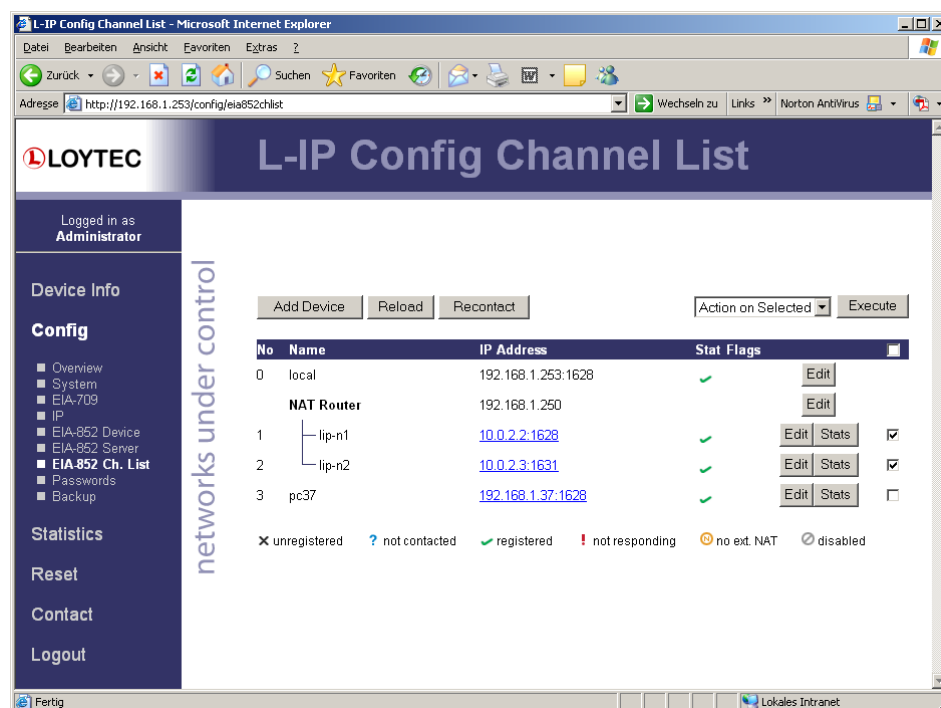 L-IP Config Channel List - Microsoft Internet Explorer
Datei Bearbeiten Ansicht Favoriten Extras ?
Zurück Suchen Favoriten
Adresse http://192.168.1.253/config/eia852chlist Wechseln zu Links » Norton AntiVirus
LOYTEC
L-IP Config Channel List
Logged in as
Administrator
Device Info
Config
Overview
System
EIA-709
IP
EIA-852 Device
EIA-852 Server
EIA-852 Ch. List
Passwords
Backup
Statistics
Reset
Contact
Logout
networks under control
Add Device Reload Recontact Action on Selected Execute
No Name IP Address Stat Flags
0 local 192.168.1.253:1628 Edit
NAT Router 192.168.1.250 Edit
1 lip-n1 10.0.2.2:1628 Edit Stats
2 lip-n2 10.0.2.3:1631 Edit Stats
3 pc37 192.168.1.37:1628 Edit Stats
unregistered ? not contacted registered ! not responding N no ext. NAT disabled
Fertig Lokales Intranet